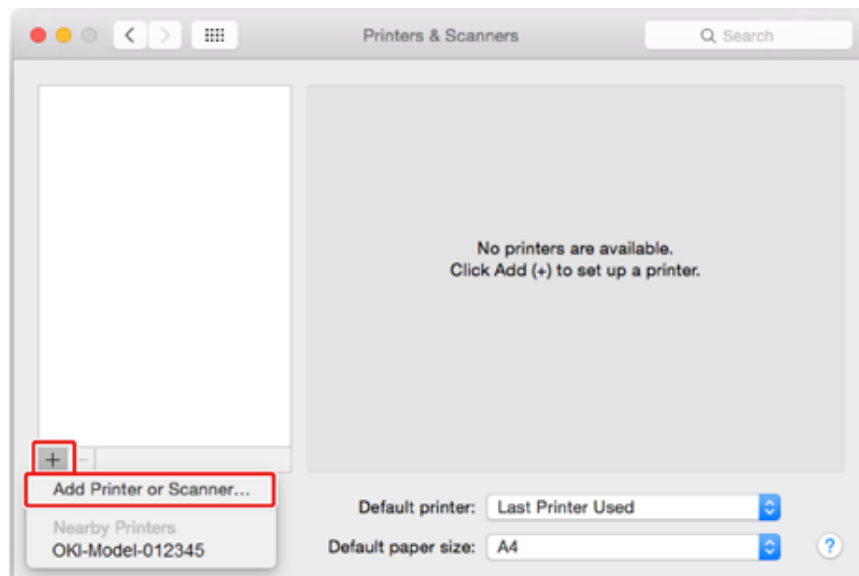 Printers & Scanners
Search
No printers are available.
Click Add (+) to set up a printer.
+ −
Add Printer or Scanner...
Nearby Printers
OKI-Model-012345
Default printer: Last Printer Used
Default paper size: A4
?